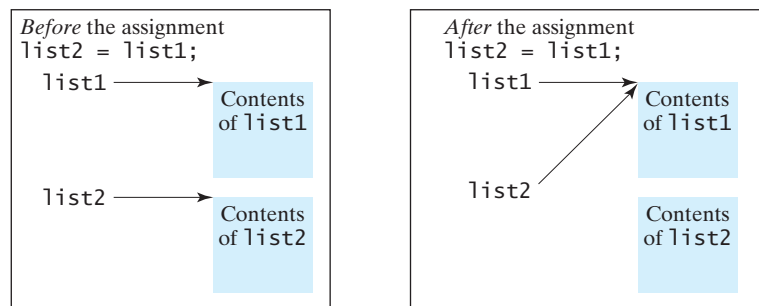 Before the assignment
list2 = list1;
list1
Contents
of list1
list2
Contents
of list2
After the assignment
list2 = list1;
list1
Contents
of list1
list2
Contents
of list2